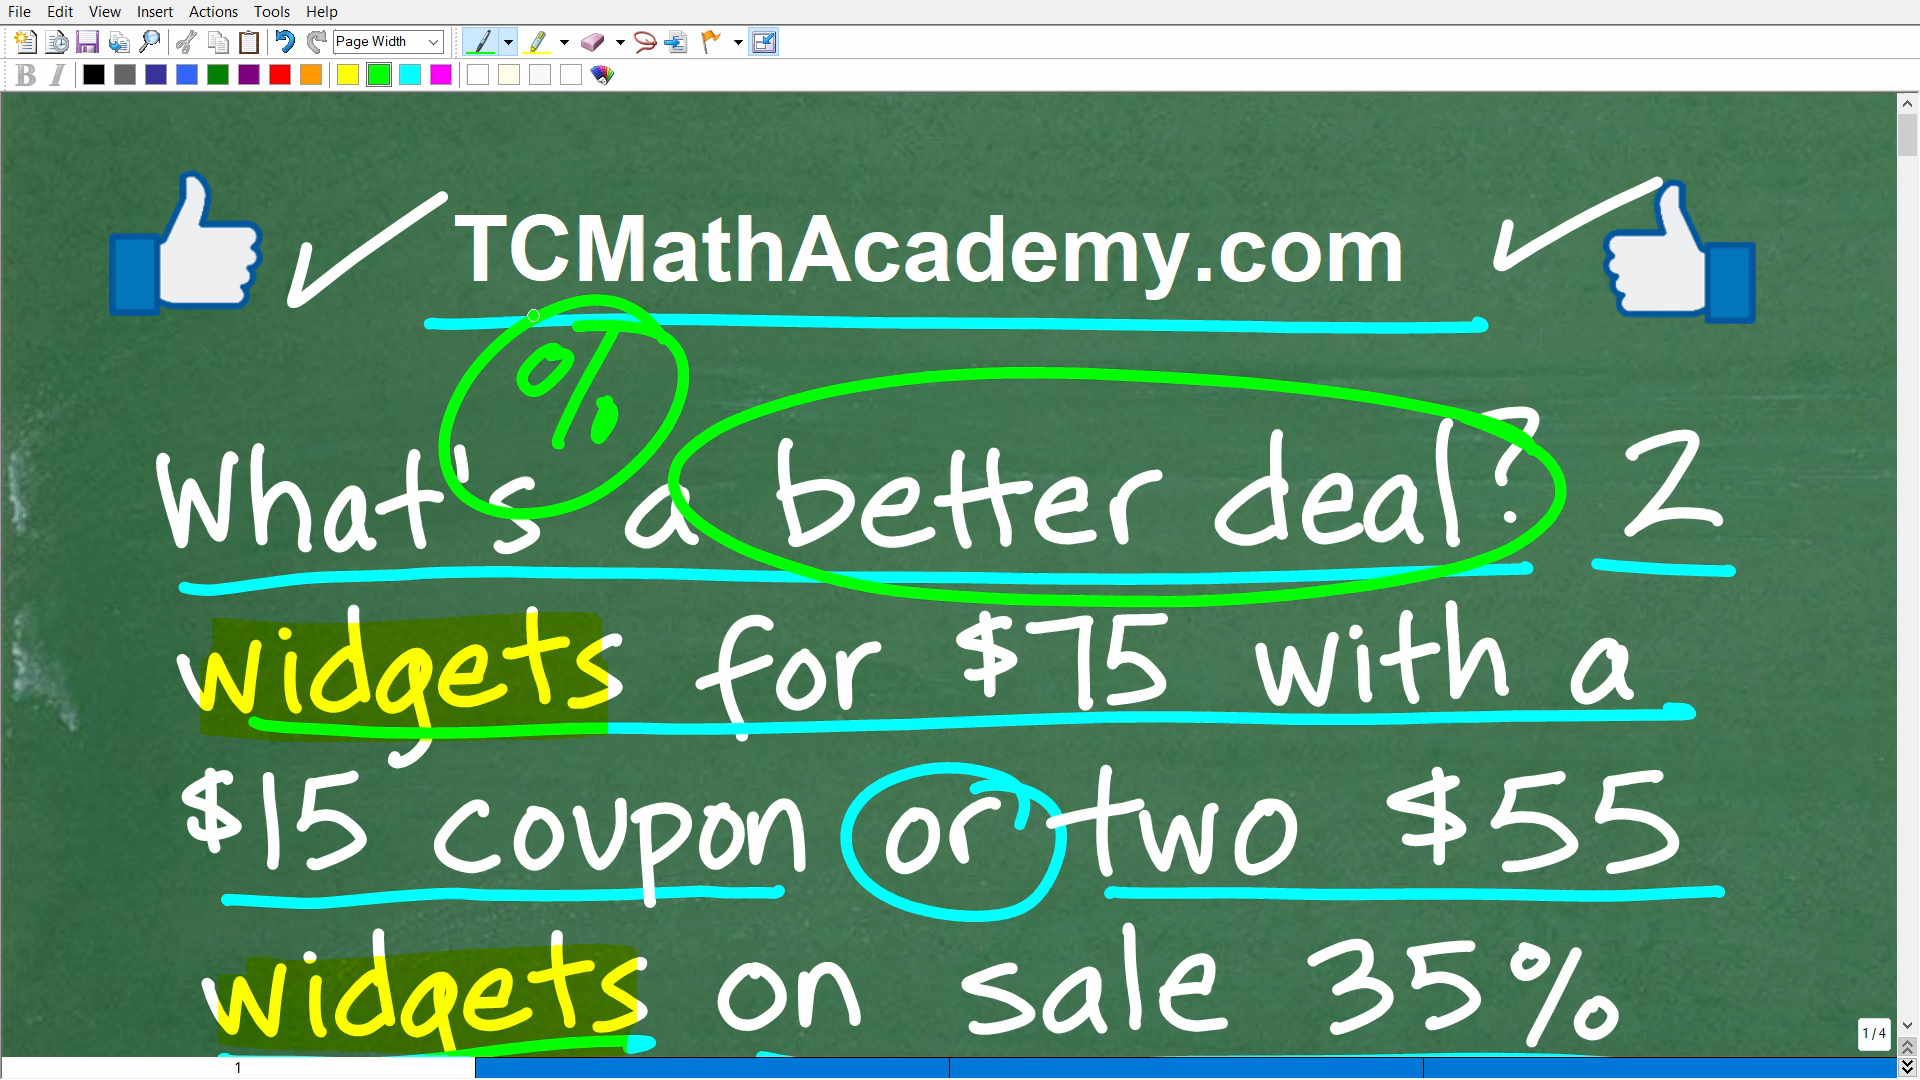 File Edit View Insert Actions Tools Help
Page Width
B I
TCMathAcademy.com
%
What's a better deal? 2
widgets for $75 with a
$15 coupon or two $55
widgets on sale 35%
1 / 4
1